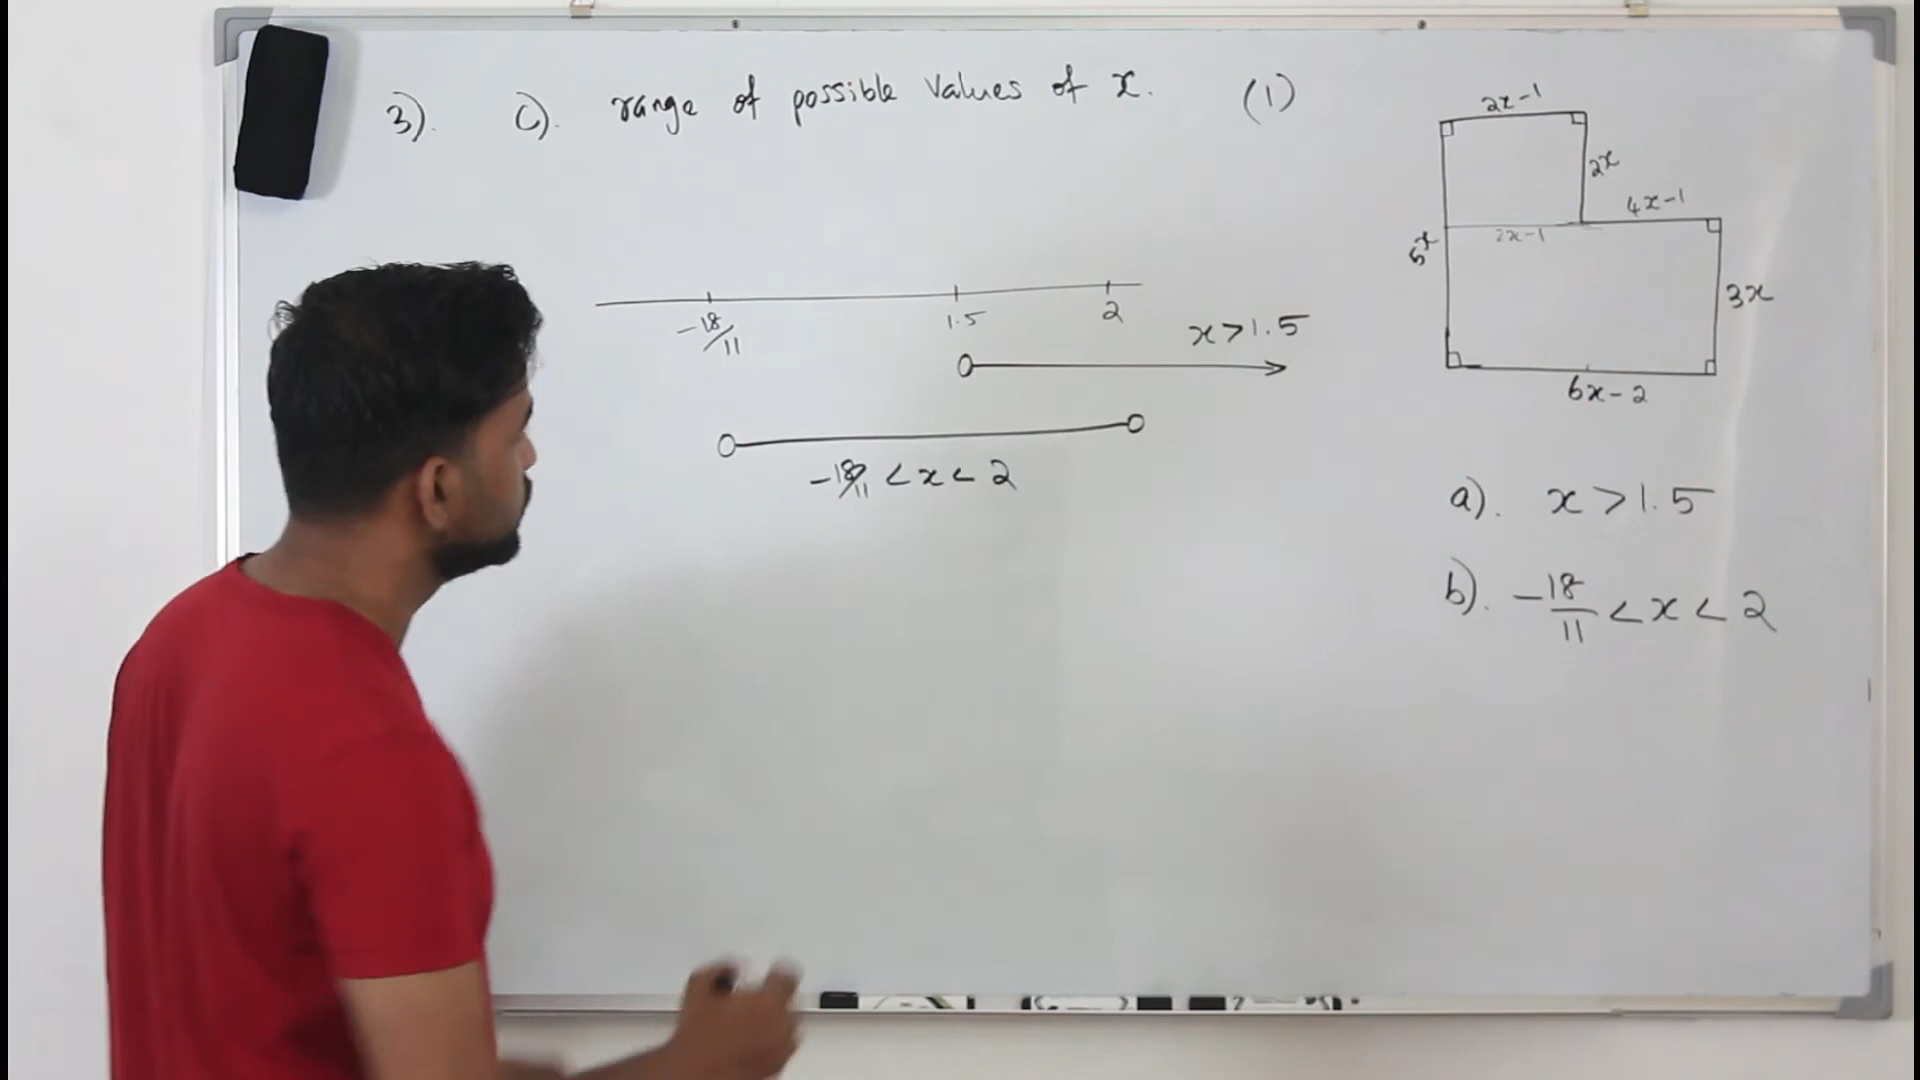 3). C). range of possible values of x. (1)
-18/11 1.5 2
x > 1.5
-18/11 < x < 2
2x-1
2x
4x-1
2x-1
5x
3x
6x-2
a). x > 1.5
b). -18/11 < x < 2